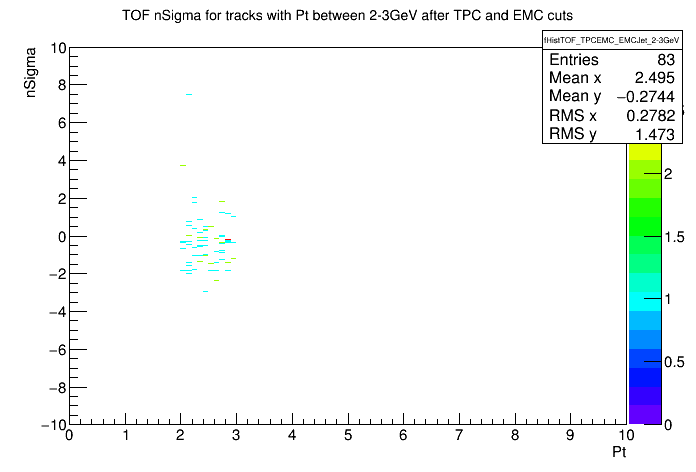 TOF nSigma for tracks with Pt between 2-3GeV after TPC and EMC cuts
fHistTOF_TPCEMC_EMCJet_2-3GeV
Entries 83
Mean x 2.495
Mean y −0.2744
RMS x 0.2782
RMS y 1.473
nSigma
10
8
6
4
2
0
−2
−4
−6
−8
−10
0 1 2 3 4 5 6 7 8 9 10
Pt
2
1.5
1
0.5
0